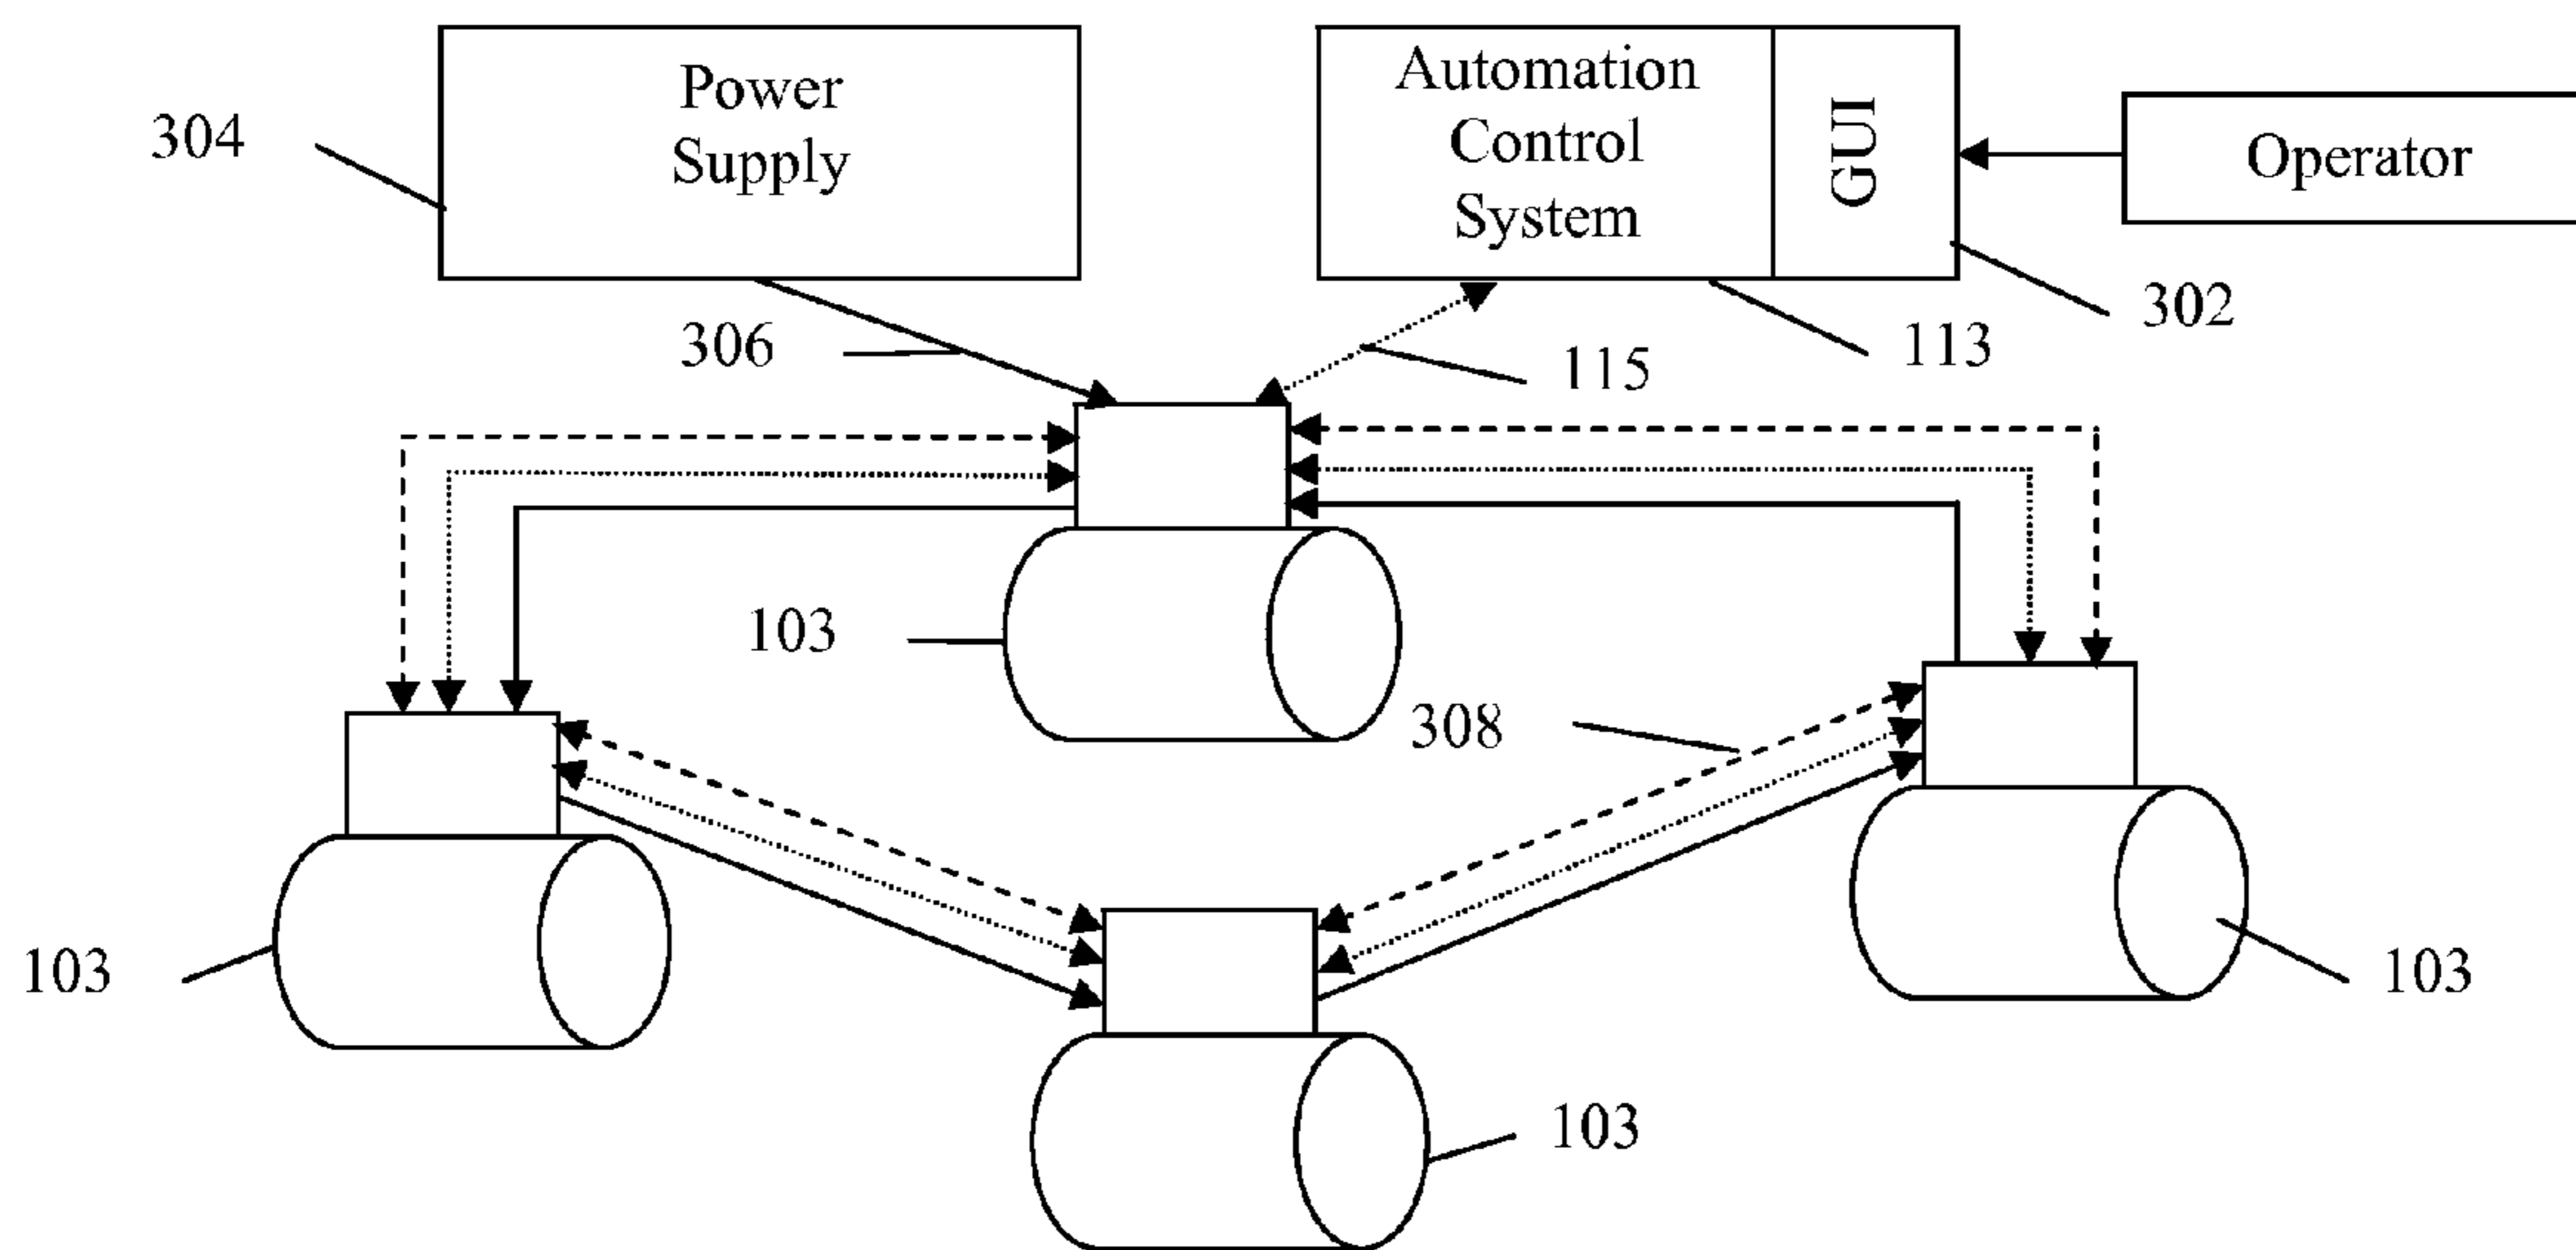 Power
Supply
Automation
Control
System
GUI
Operator
304
302
306
113
115
103
308
103
103
103